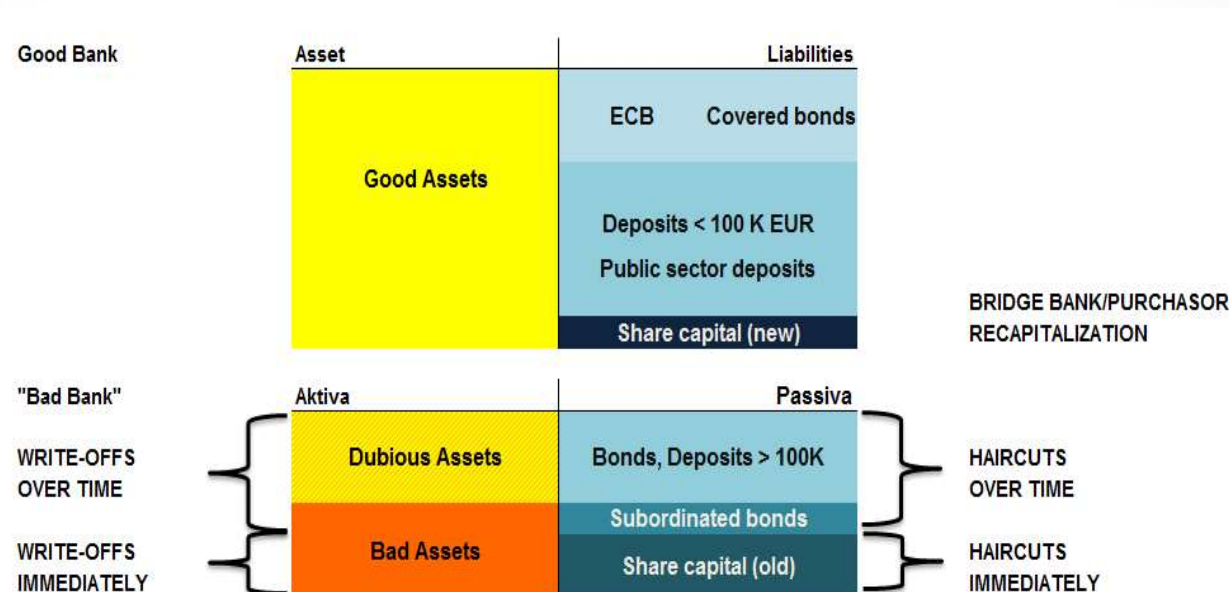 Good Bank
Asset
Liabilities
ECB Covered bonds
Good Assets
Deposits < 100 K EUR
Public sector deposits
Share capital (new)
BRIDGE BANK/PURCHASOR
RECAPITALIZATION
"Bad Bank"
Aktiva
Passiva
WRITE-OFFS
OVER TIME
Dubious Assets
Bonds, Deposits > 100K
HAIRCUTS
OVER TIME
Subordinated bonds
WRITE-OFFS
IMMEDIATELY
Bad Assets
Share capital (old)
HAIRCUTS
IMMEDIATELY